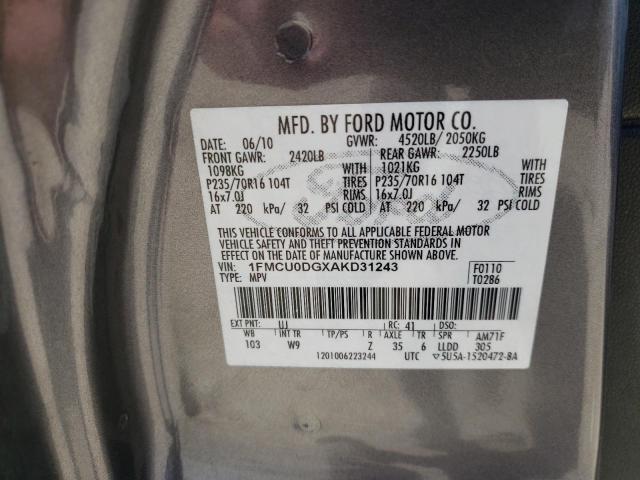 MFD. BY FORD MOTOR CO.
DATE: 06/10 GVWR: 4520LB/ 2050KG
FRONT GAWR: 2420LB REAR GAWR: 2250LB
1098KG WITH 1021KG WITH
P235/70R16 104T TIRES P235/70R16 104T TIRES
16x7.0J RIMS 16x7.0J RIMS
AT 220 kPa/ 32 PSI COLD AT 220 kPa/ 32 PSI COLD
THIS VEHICLE CONFORMS TO ALL APPLICABLE FEDERAL MOTOR
VEHICLE SAFETY AND THEFT PREVENTION STANDARDS IN
EFFECT ON THE DATE OF MANUFACTURE SHOWN ABOVE.
VIN: 1FMCU0DGXAKD31243 F0110
TYPE: MPV T0286
EXT PNT: UJ RC: 41 DSO:
WB INT TR TP/PS R AXLE TR SPR AM71F
103 W9 Z 35 6 LLDD 305
1201006223244 UTC ▽5U5A-1520472-BA